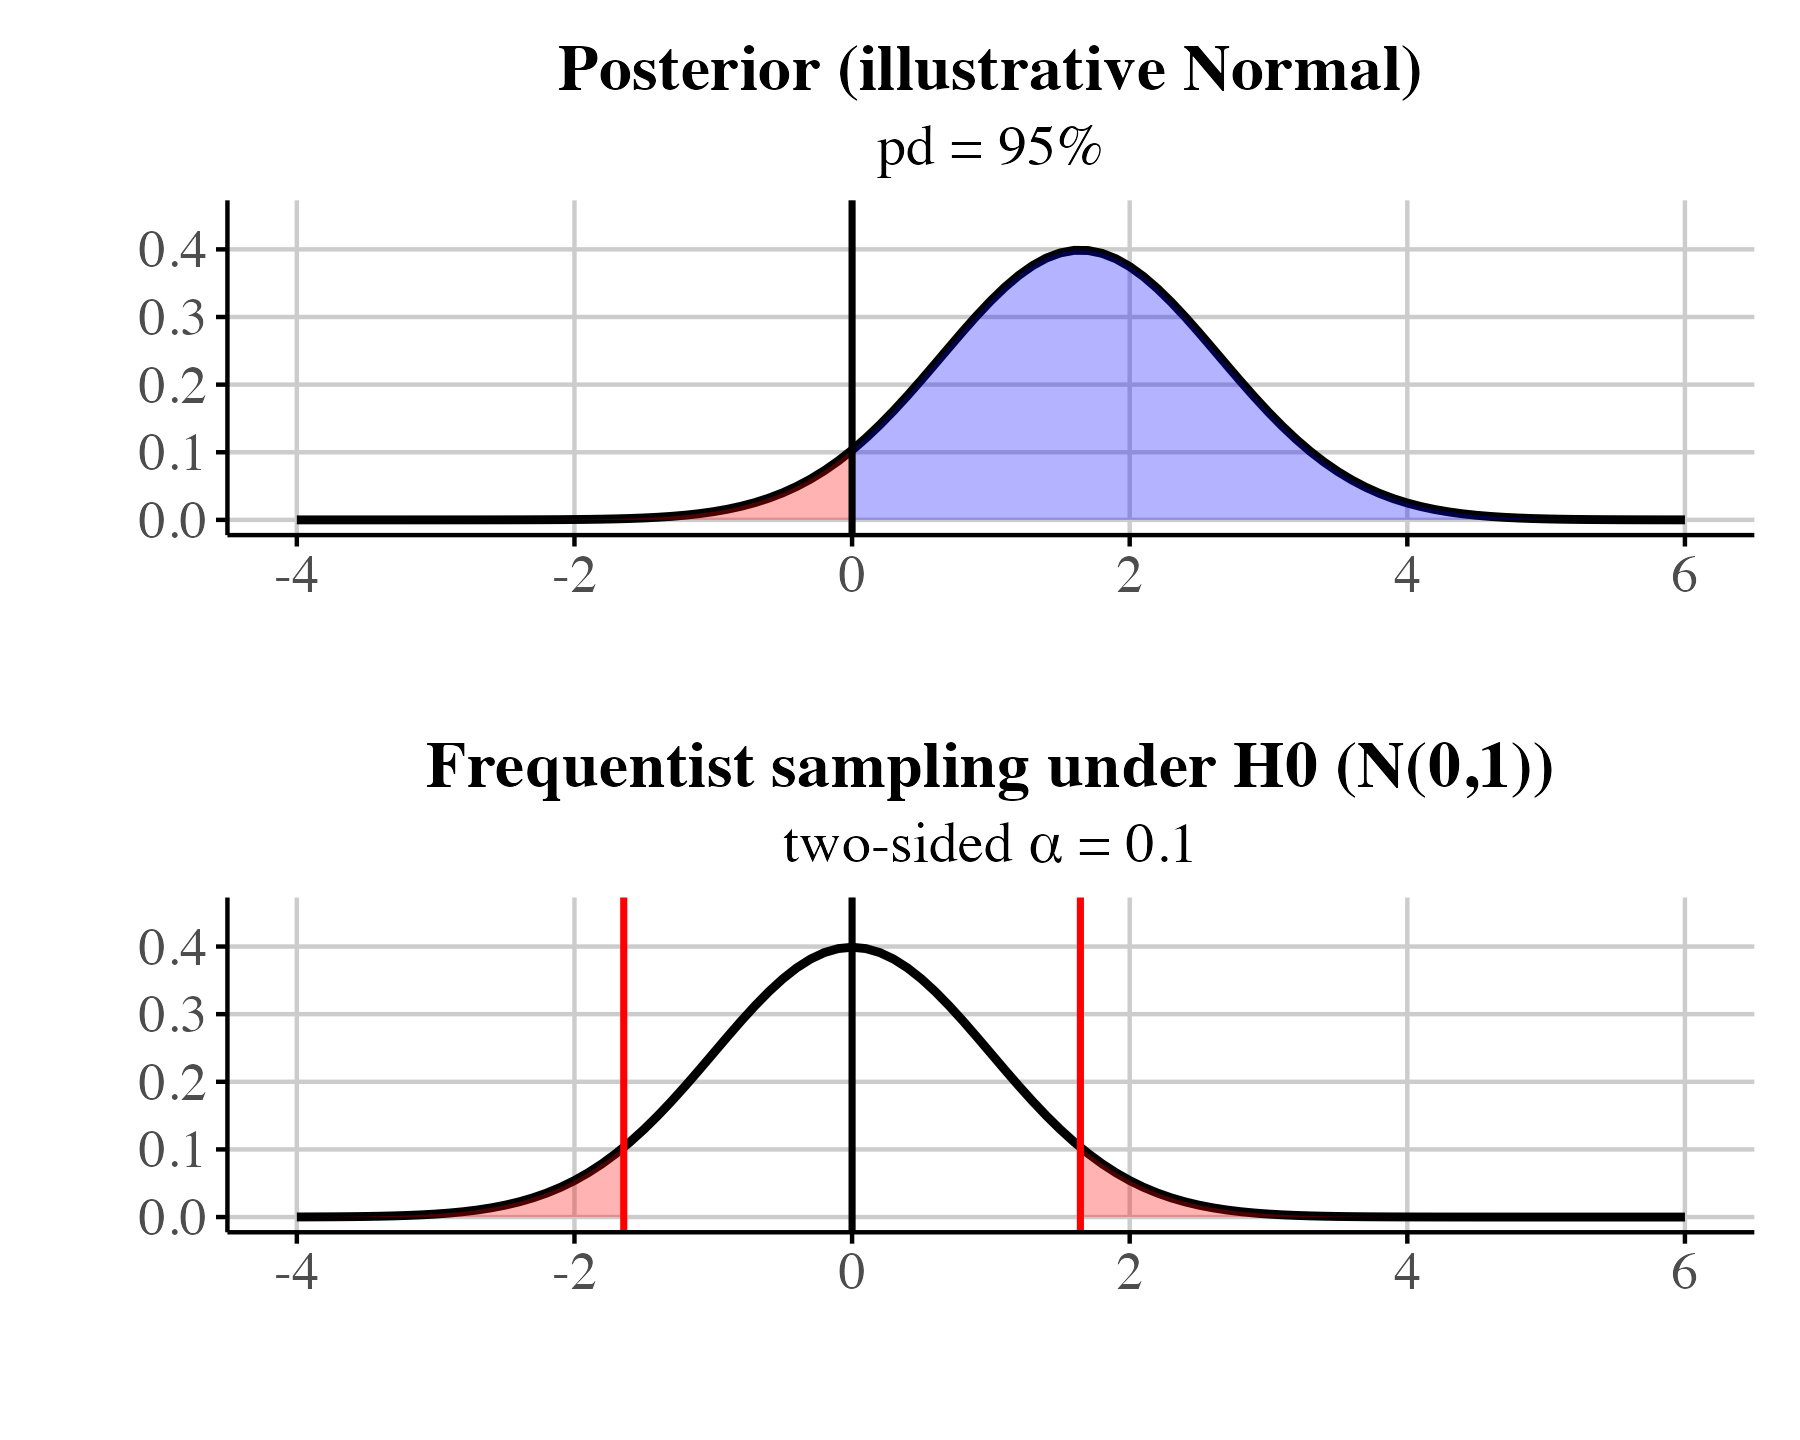 Posterior (illustrative Normal)
pd = 95%
0.4
0.3
0.2
0.1
0.0
-4 -2 0 2 4 6
Frequentist sampling under H0 (N(0,1))
two-sided α = 0.1
0.4
0.3
0.2
0.1
0.0
-4 -2 0 2 4 6